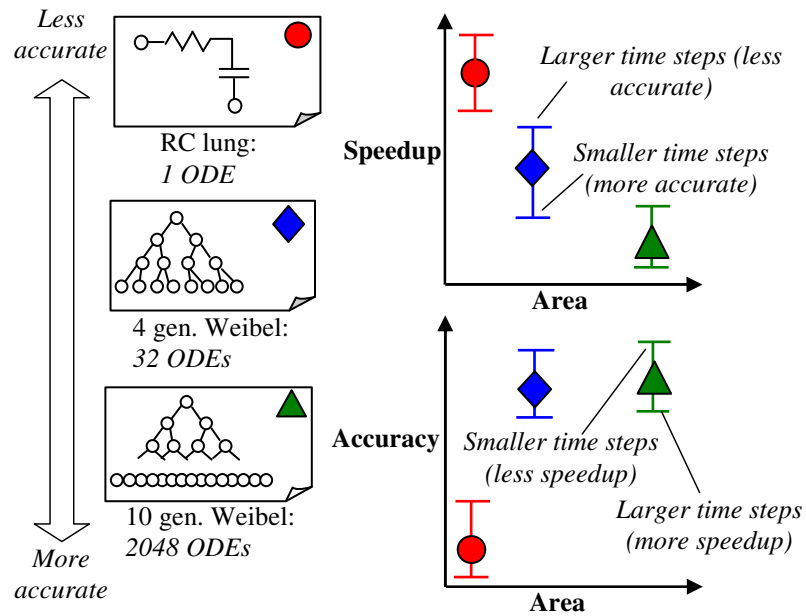 Less
accurate
RC lung:
1 ODE
4 gen. Weibel:
32 ODEs
10 gen. Weibel:
2048 ODEs
More
accurate
Speedup
Larger time steps (less
accurate)
Smaller time steps
(more accurate)
Area
Accuracy
Smaller time steps
(less speedup)
Larger time steps
(more speedup)
Area